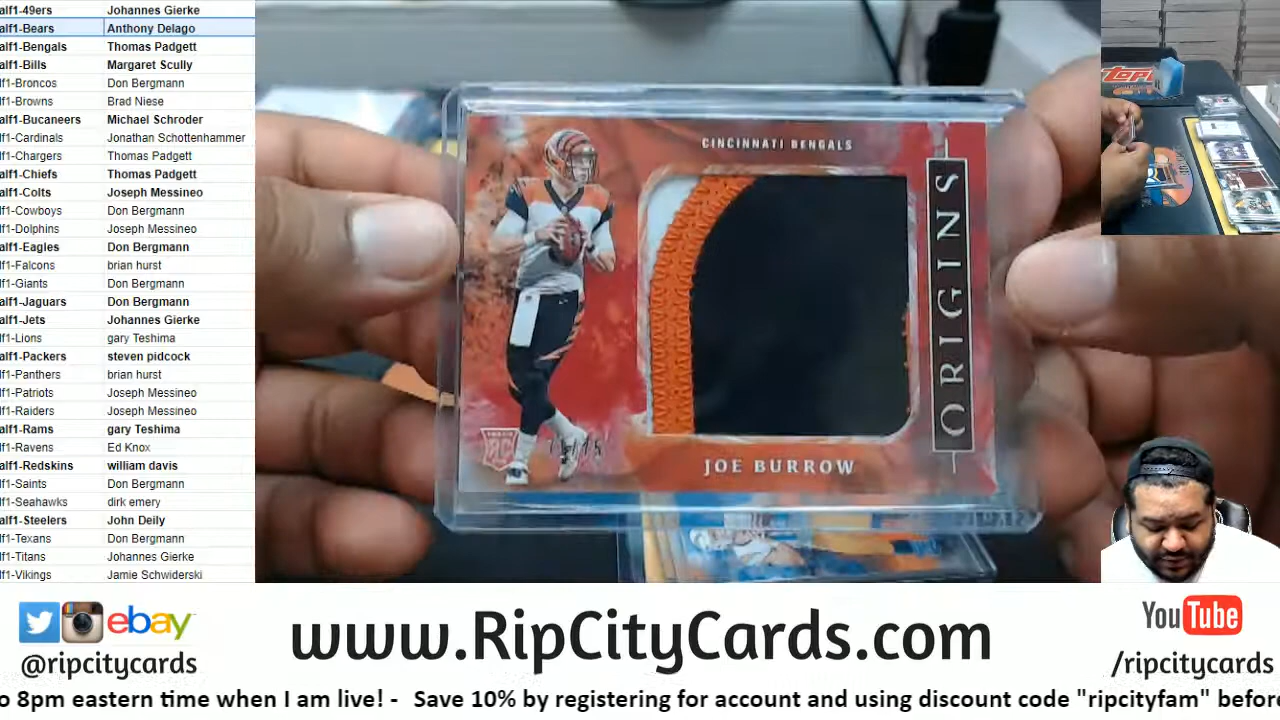 alf1-49ers Johannes Gierke
alf1-Bears Anthony Delago
alf1-Bengals Thomas Padgett
alf1-Bills Margaret Scully
lf1-Broncos Don Bergmann
lf1-Browns Brad Niese
alf1-Bucaneers Michael Schroder
lf1-Cardinals Jonathan Schottenhammer
lf1-Chargers Thomas Padgett
alf1-Chiefs Thomas Padgett
alf1-Colts Joseph Messineo
lf1-Cowboys Don Bergmann
lf1-Dolphins Joseph Messineo
alf1-Eagles Don Bergmann
lf1-Falcons brian hurst
lf1-Giants Don Bergmann
alf1-Jaguars Don Bergmann
alf1-Jets Johannes Gierke
lf1-Lions gary Teshima
alf1-Packers steven pidcock
lf1-Panthers brian hurst
lf1-Patriots Joseph Messineo
lf1-Raiders Joseph Messineo
alf1-Rams gary Teshima
lf1-Ravens Ed Knox
alf1-Redskins william davis
lf1-Saints Don Bergmann
lf1-Seahawks dirk emery
alf1-Steelers John Deily
lf1-Texans Don Bergmann
lf1-Titans Johannes Gierke
lf1-Vikings Jamie Schwiderski
CINCINNATI BENGALS
ORIGINS
RC
JOE BURROW
TOPPS
ebay
@ripcitycards
www.RipCityCards.com
YouTube
/ripcitycards
o 8pm eastern time when I am live! - Save 10% by registering for account and using discount code "ripcityfam" before